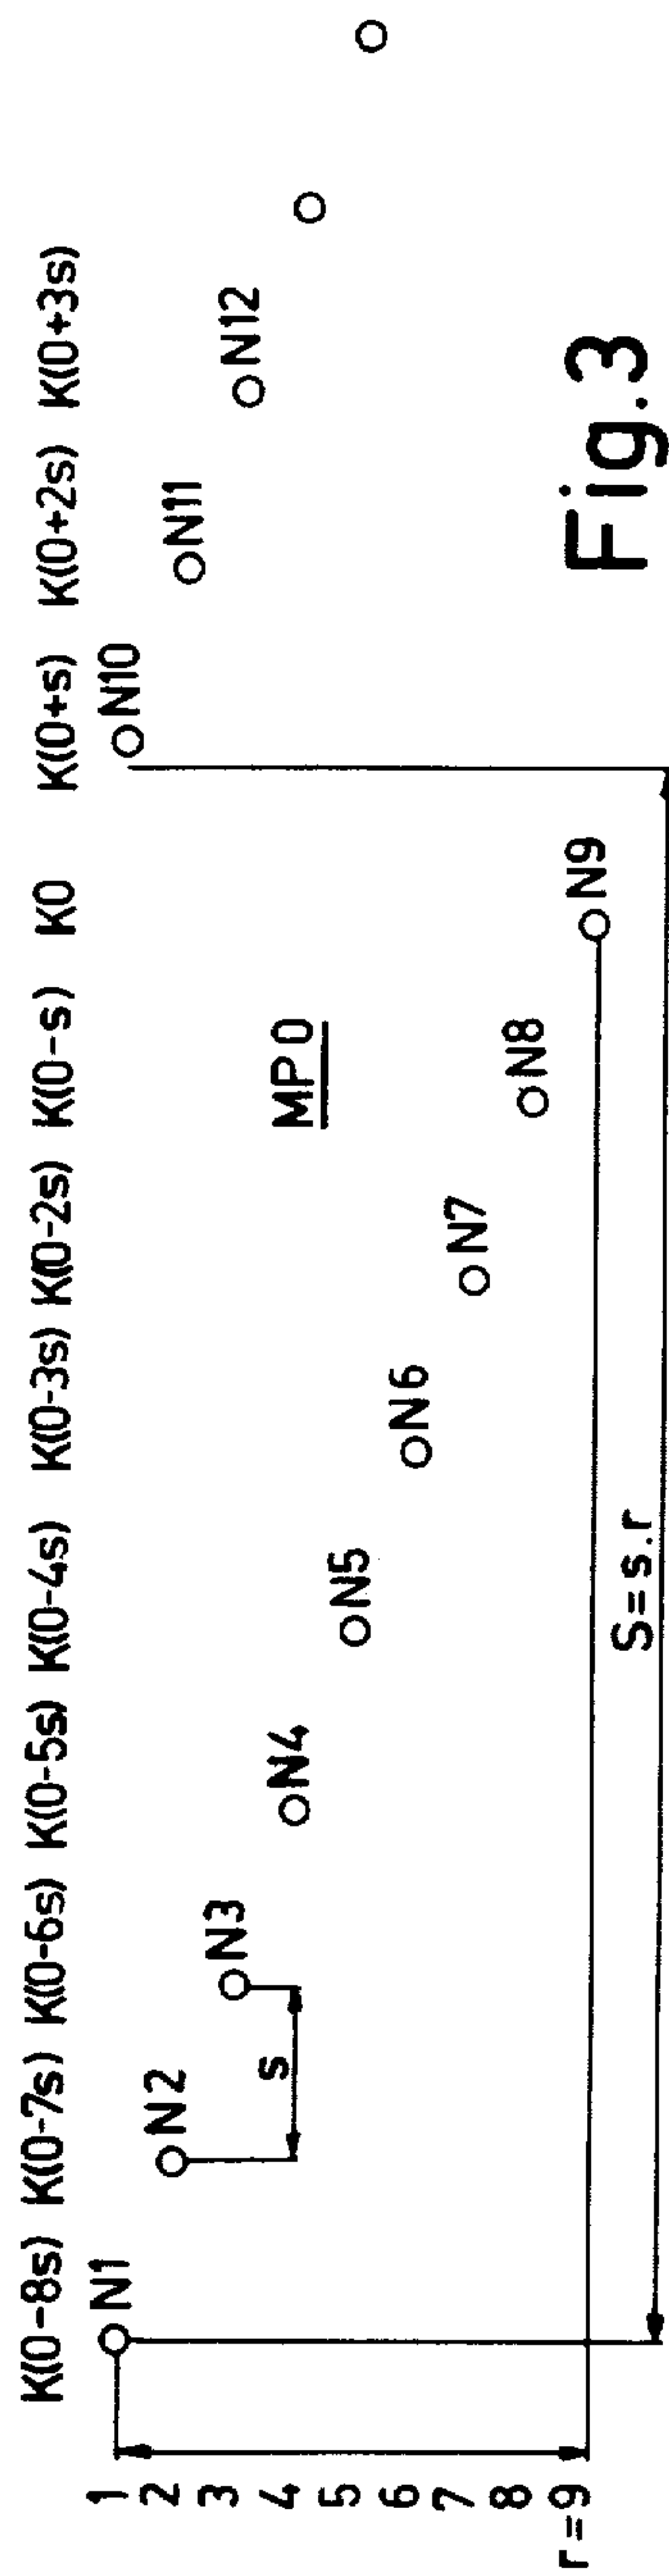 K(0-8s) K(0-7s) K(0-6s) K(0-5s) K(0-4s) K(0-3s) K(0-2s) K(0-s) K0 K(0+s) K(0+2s) K(0+3s)
1 N1 N10
2 N2 N11
3 N3 N12
4 s N4 MP0
5 N5
6 N6
7 N7
8 N8
r=9 N9
S=s.r
Fig.3